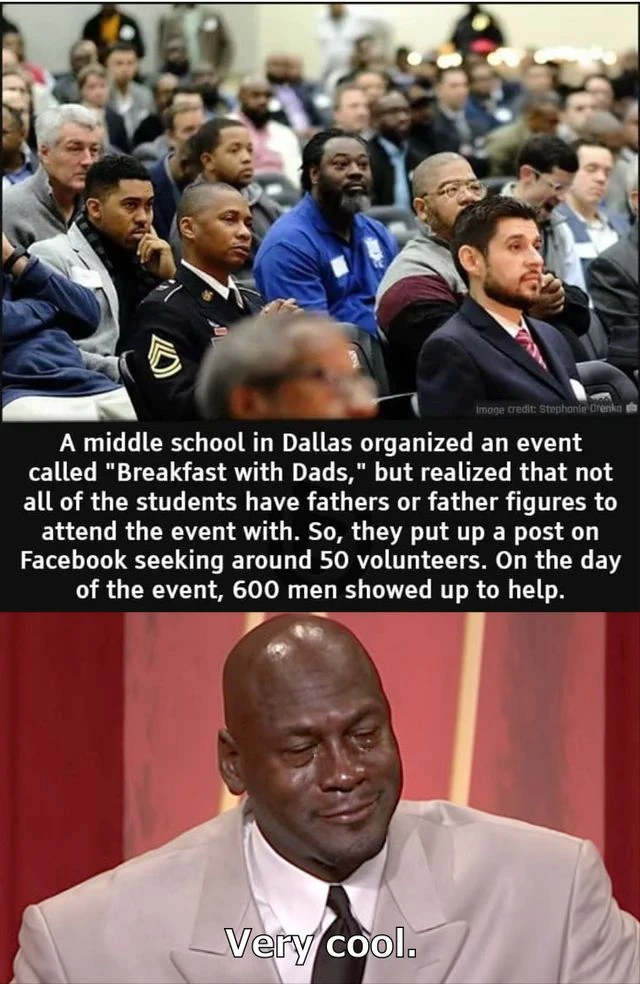 Image credit: Stephanie Drenka
A middle school in Dallas organized an event
called "Breakfast with Dads," but realized that not
all of the students have fathers or father figures to
attend the event with. So, they put up a post on
Facebook seeking around 50 volunteers. On the day
of the event, 600 men showed up to help.
Very cool.